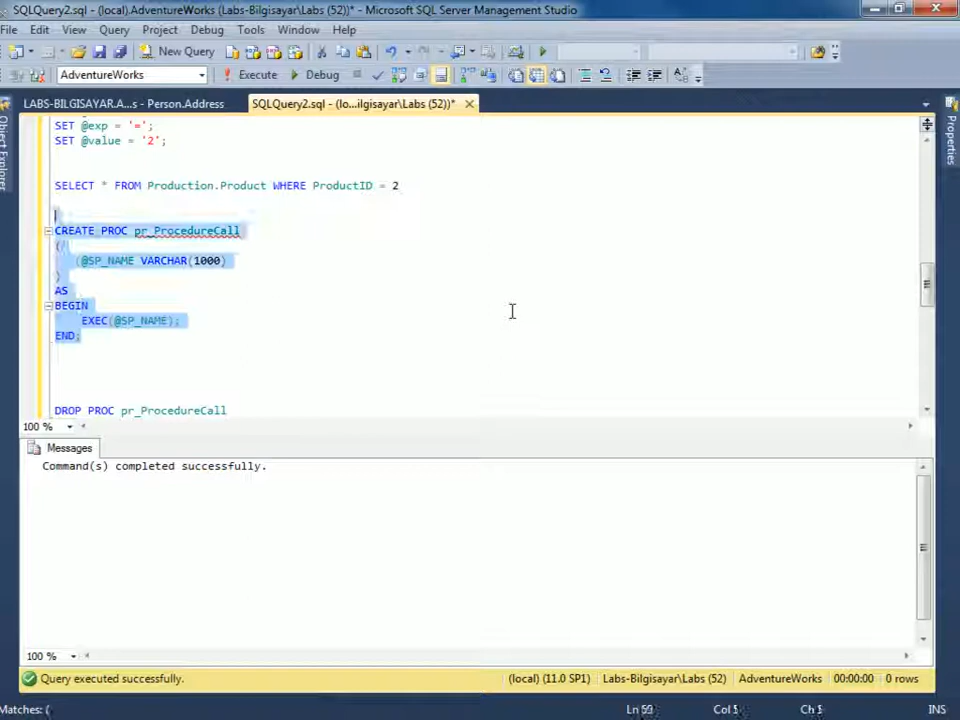 SQLQuery2.sql - (local).AdventureWorks (Labs-Bilgisayar\Labs (52))* - Microsoft SQL Server Management Studio
File Edit View Query Project Debug Tools Window Help
New Query
AdventureWorks Execute Debug
LABS-BILGISAYAR.A...s - Person.Address SQLQuery2.sql - (lo...ilgisayar\Labs (52))*
Object Explorer
Properties
SET @exp = '=';
SET @value = '2';
SELECT * FROM Production.Product WHERE ProductID = 2
CREATE PROC pr_ProcedureCall
(
(@SP_NAME VARCHAR(1000)
)
AS
BEGIN
EXEC(@SP_NAME);
END;
DROP PROC pr_ProcedureCall
100 %
Messages
Command(s) completed successfully.
100 %
Query executed successfully. (local) (11.0 SP1) Labs-Bilgisayar\Labs (52) AdventureWorks 00:00:00 0 rows
Matches: ( Ln 59 Col 1 Ch 1 INS